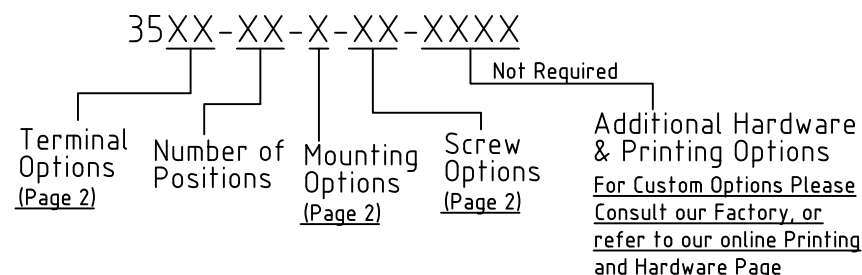 35XX-XX-X-XX-XXXX
Not Required
Terminal
Options
(Page 2)
Number of
Positions
Mounting
Options
(Page 2)
Screw
Options
(Page 2)
Additional Hardware
& Printing Options
For Custom Options Please
Consult our Factory, or
refer to our online Printing
and Hardware Page